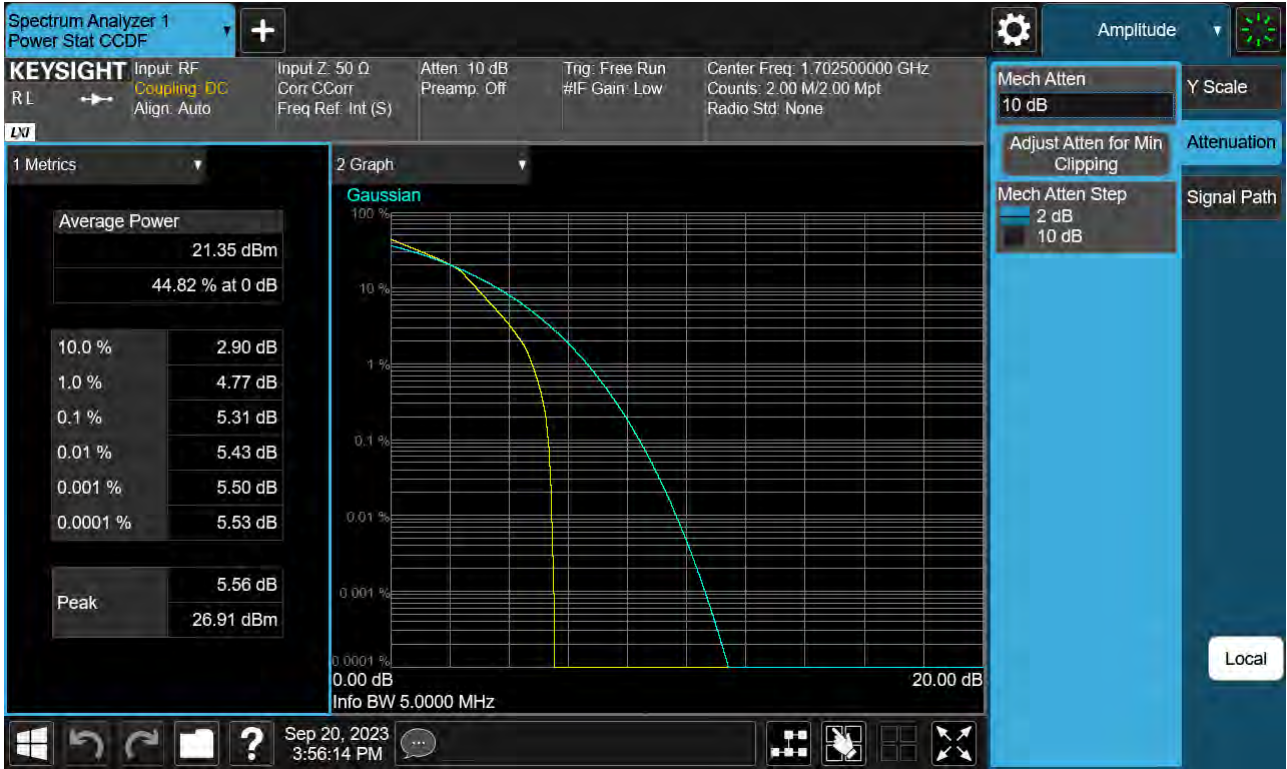 Spectrum Analyzer 1
Power Stat CCDF
+
Amplitude
KEYSIGHT
R L
LXI
Input: RF
Coupling: DC
Align: Auto
Input Z: 50 Ω
Corr CCorr
Freq Ref: Int (S)
Atten: 10 dB
Preamp: Off
Trig: Free Run
#IF Gain: Low
Center Freq: 1.702500000 GHz
Counts: 2.00 M/2.00 Mpt
Radio Std: None
Mech Atten
10 dB
Adjust Atten for Min
Clipping
Mech Atten Step
2 dB
10 dB
Y Scale
Attenuation
Signal Path
1 Metrics
Average Power
21.35 dBm
44.82 % at 0 dB
10.0 % 2.90 dB
1.0 % 4.77 dB
0.1 % 5.31 dB
0.01 % 5.43 dB
0.001 % 5.50 dB
0.0001 % 5.53 dB
Peak
5.56 dB
26.91 dBm
2 Graph
Gaussian
100 %
10 %
1 %
0.1 %
0.01 %
0.001 %
0.0001 %
0.00 dB 20.00 dB
Info BW 5.0000 MHz
Local
?
Sep 20, 2023
3:56:14 PM